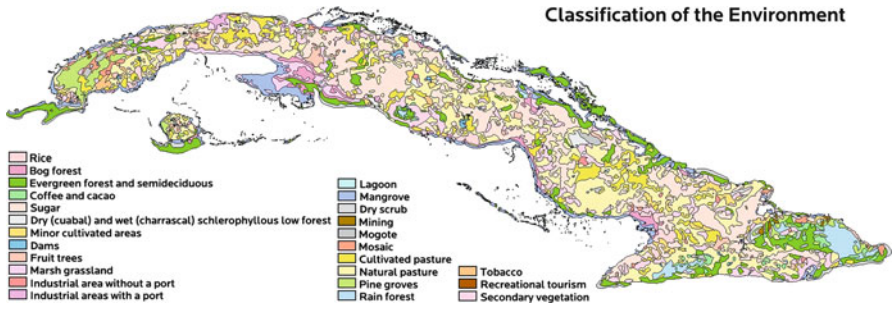 Classification of the Environment
Rice
Bog forest
Evergreen forest and semideciduous
Coffee and cacao
Sugar
Dry (cuabal) and wet (charrascal) schlerophyllous low forest
Minor cultivated areas
Dams
Fruit trees
Marsh grassland
Industrial area without a port
Industrial areas with a port
Lagoon
Mangrove
Dry scrub
Mining
Mogote
Mosaic
Cultivated pasture
Natural pasture
Pine groves
Rain forest
Tobacco
Recreational tourism
Secondary vegetation